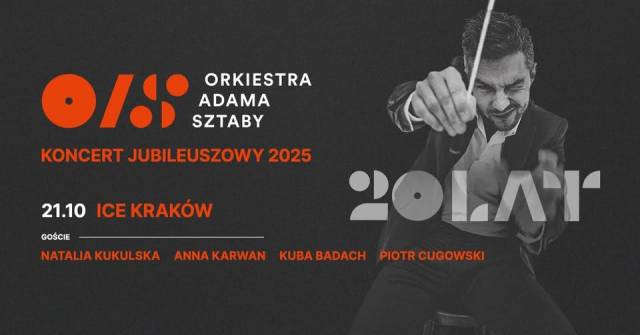 O/S
ORKIESTRA
ADAMA
SZTABY
KONCERT JUBILEUSZOWY 2025
20 LAT
21.10 ICE KRAKÓW
GOŚCIE
NATALIA KUKULSKA ANNA KARWAN KUBA BADACH PIOTR CUGOWSKI